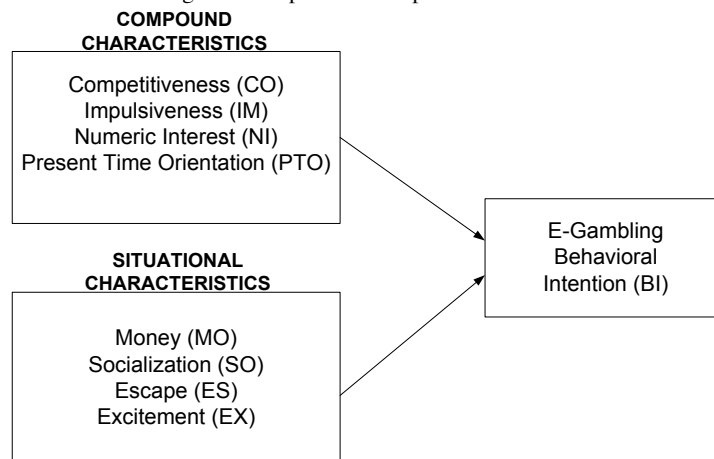 COMPOUND
CHARACTERISTICS
Competitiveness (CO)
Impulsiveness (IM)
Numeric Interest (NI)
Present Time Orientation (PTO)
SITUATIONAL
CHARACTERISTICS
Money (MO)
Socialization (SO)
Escape (ES)
Excitement (EX)
E-Gambling
Behavioral
Intention (BI)